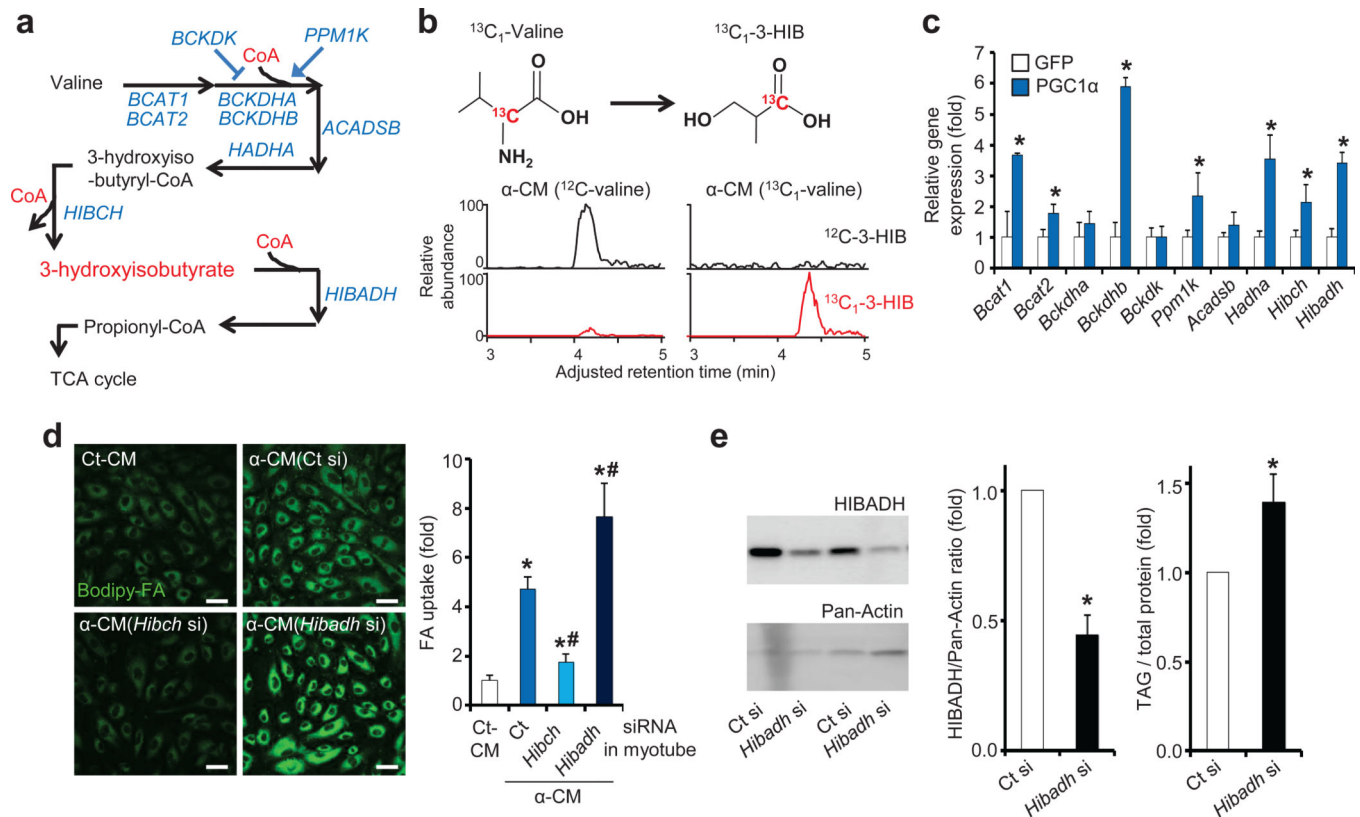 a
BCKDK
PPM1K
CoA
Valine
BCAT1
BCAT2
BCKDHA
BCKDHB
ACADSB
HADHA
3-hydroxyiso
-butyryl-CoA
CoA
HIBCH
CoA
3-hydroxyisobutyrate
HIBADH
Propionyl-CoA
TCA cycle
b
¹³C₁-Valine
¹³C₁-3-HIB
O
¹³C
OH
NH₂
O
¹³C
HO
OH
α-CM (¹²C-valine)
α-CM (¹³C₁-valine)
Relative
abundance
100
0
100
0
¹²C-3-HIB
¹³C₁-3-HIB
3 4 5
3 4 5
Adjusted retention time (min)
c
Relative gene
expression (fold)
7
6
5
4
3
2
1
0
GFP
PGC1α
* * * * * * *
Bcat1
Bcat2
Bckdha
Bckdhb
Bckdk
Ppm1k
Acadsb
Hadha
Hibch
Hibadh
d
Ct-CM
α-CM(Ct si)
Bodipy-FA
α-CM(Hibch si)
α-CM(Hibadh si)
FA uptake (fold)
10
8
6
4
2
0
*
*#
*#
Ct-
CM
Ct
Hibch
Hibadh
siRNA
in myotube
α-CM
e
HIBADH
Pan-Actin
Ct si
Hibadh si
Ct si
Hibadh si
HIBADH/Pan-Actin ratio (fold)
1.0
0.5
0.0
*
Ct si
Hibadh si
TAG / total protein (fold)
1.5
1.0
0.5
0.0
*
Ct si
Hibadh si